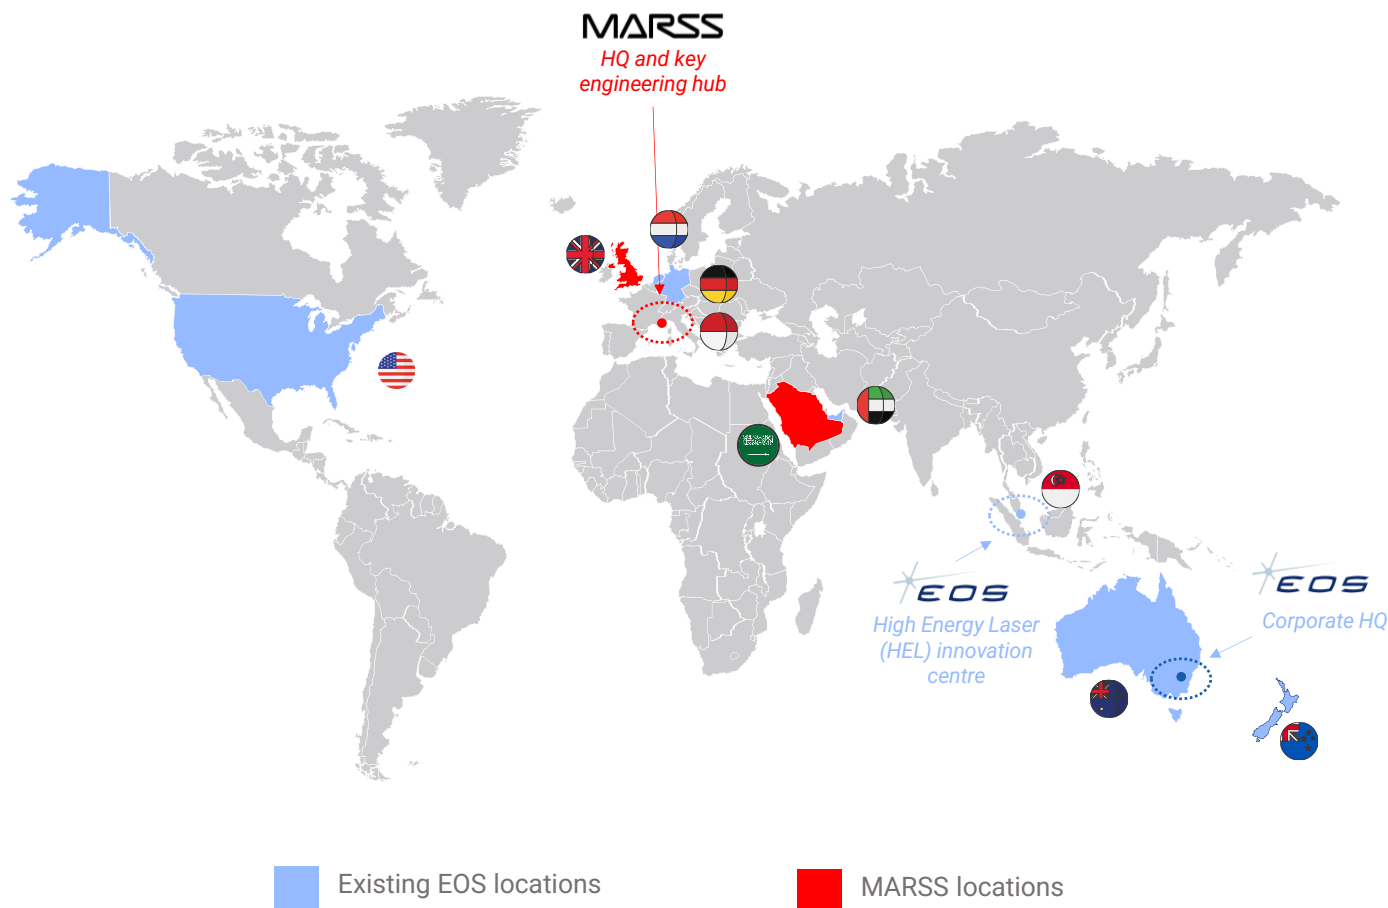 MARSS
HQ and key
engineering hub
EOS
High Energy Laser
(HEL) innovation
centre
EOS
Corporate HQ
Existing EOS locations
MARSS locations